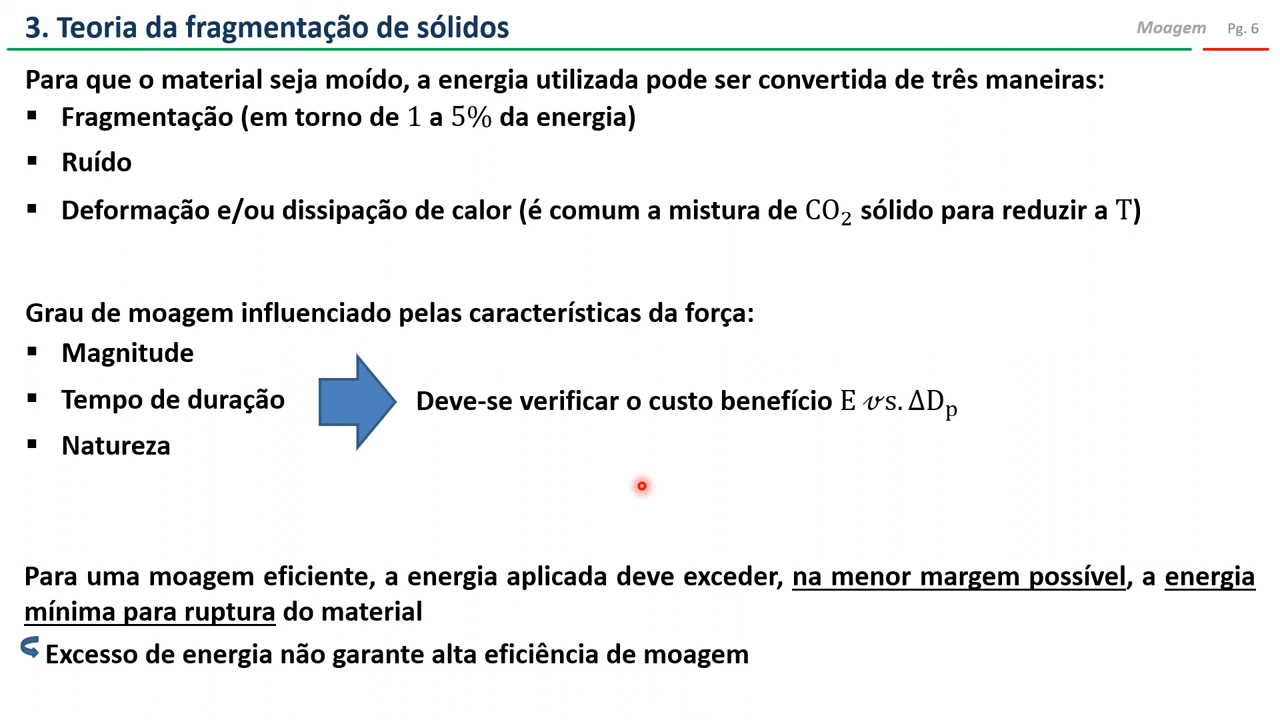 3. Teoria da fragmentação de sólidos
Moagem Pg. 6
Para que o material seja moído, a energia utilizada pode ser convertida de três maneiras:
▪ Fragmentação (em torno de 1 a 5% da energia)
▪ Ruído
▪ Deformação e/ou dissipação de calor (é comum a mistura de CO₂ sólido para reduzir a T)
Grau de moagem influenciado pelas características da força:
▪ Magnitude
▪ Tempo de duração
Deve-se verificar o custo benefício E 𝓋s. ΔDₚ
▪ Natureza
Para uma moagem eficiente, a energia aplicada deve exceder, na menor margem possível, a energia
mínima para ruptura do material
Excesso de energia não garante alta eficiência de moagem